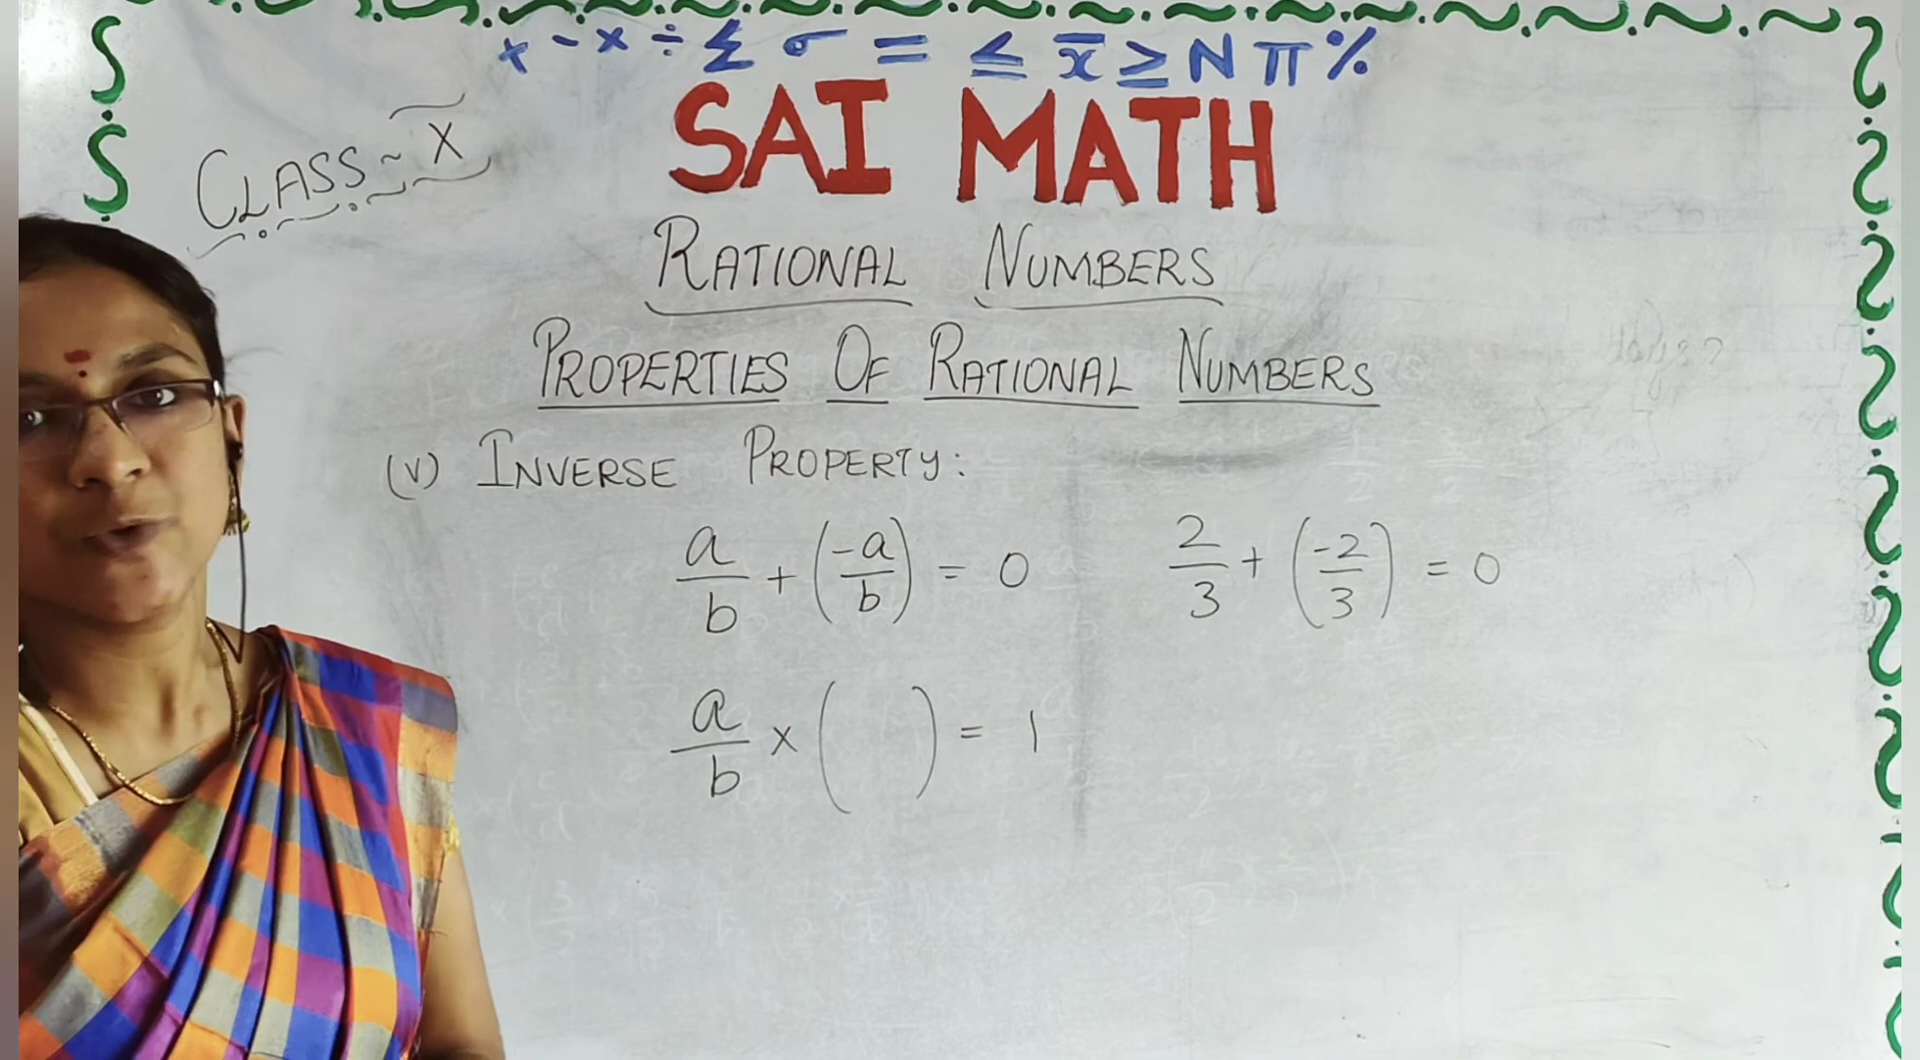 + - × ÷ Σ σ = ≤ x̄ ≥ N π %
SAI MATH
CLASS ~ X
RATIONAL NUMBERS
PROPERTIES OF RATIONAL NUMBERS
(V) INVERSE PROPERTY:
a/b + (-a/b) = 0    2/3 + (-2/3) = 0
a/b × (  ) = 1